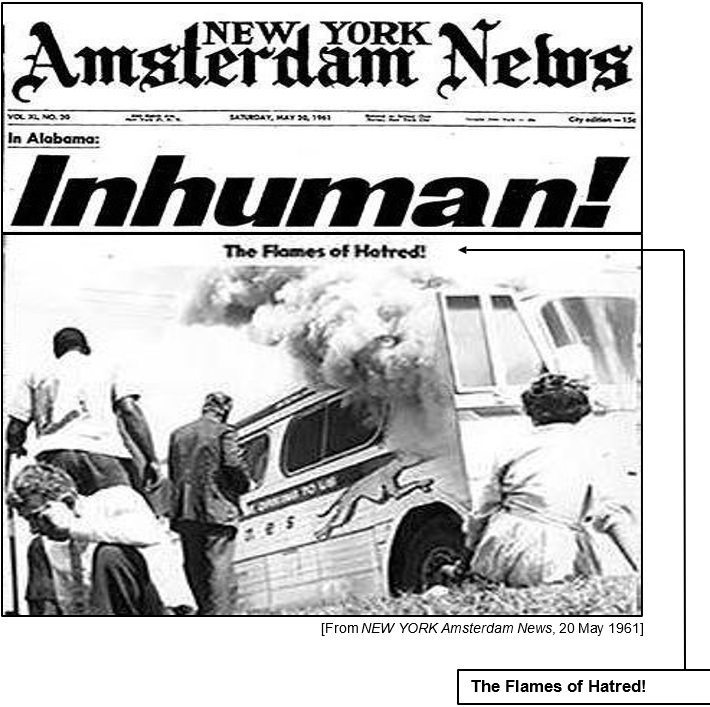 NEW YORK
Amsterdam News
VOL XL, NO. 20 SATURDAY, MAY 20, 1961 City edition — 15c
In Alabama:
Inhuman!
The Flames of Hatred!
n e s
[From NEW YORK Amsterdam News, 20 May 1961]
The Flames of Hatred!